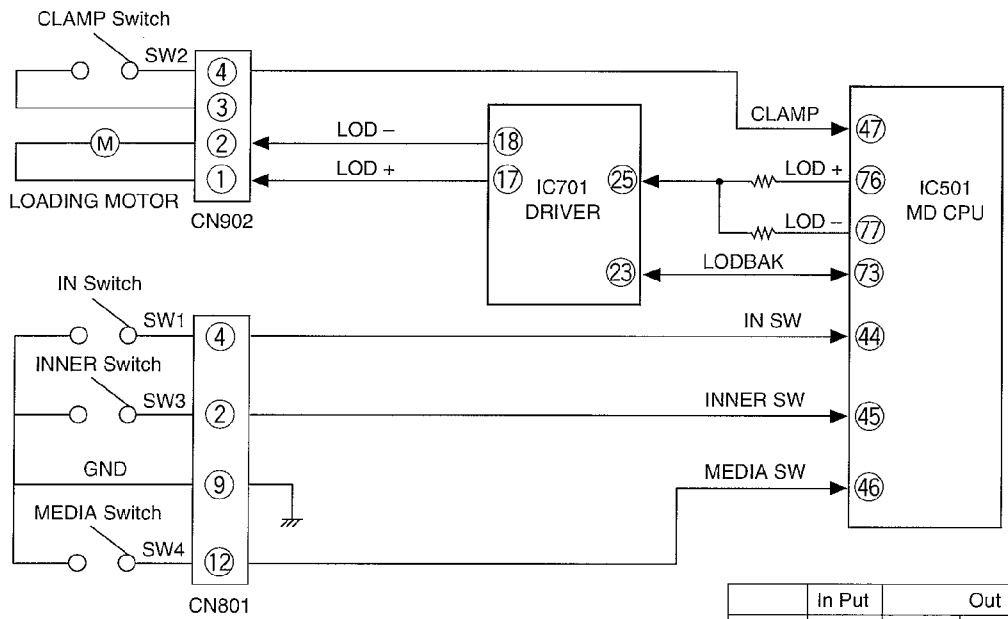 CLAMP Switch
SW2
4
3
2
1
M
LOADING MOTOR
CN902
LOD –
LOD +
18
17
IC701
DRIVER
25
23
CLAMP
LOD +
LOD –
LODBAK
47
76
77
73
IC501
MD CPU
IN Switch
SW1
4
IN SW
44
INNER Switch
SW3
2
INNER SW
45
GND
9
MEDIA SW
46
MEDIA Switch
SW4
12
CN801
In Put Out